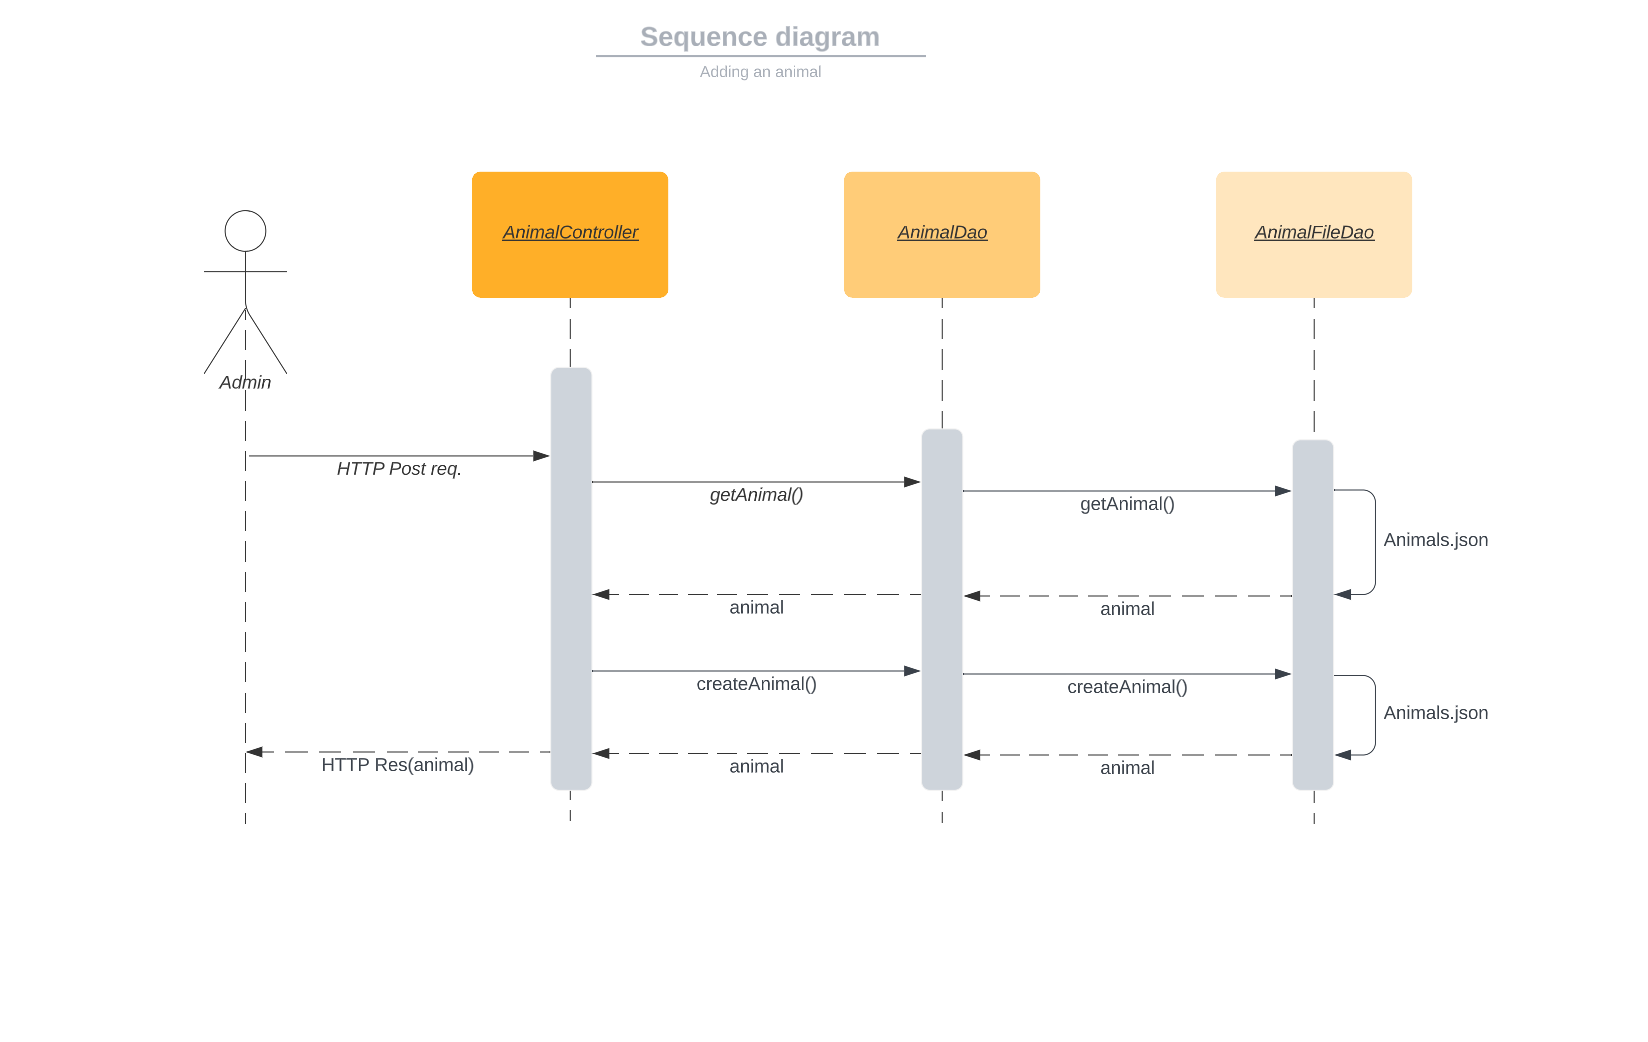 Sequence diagram
Adding an animal
AnimalController
AnimalDao
AnimalFileDao
Admin
HTTP Post req.
getAnimal()
getAnimal()
Animals.json
animal
animal
createAnimal()
createAnimal()
Animals.json
HTTP Res(animal)
animal
animal